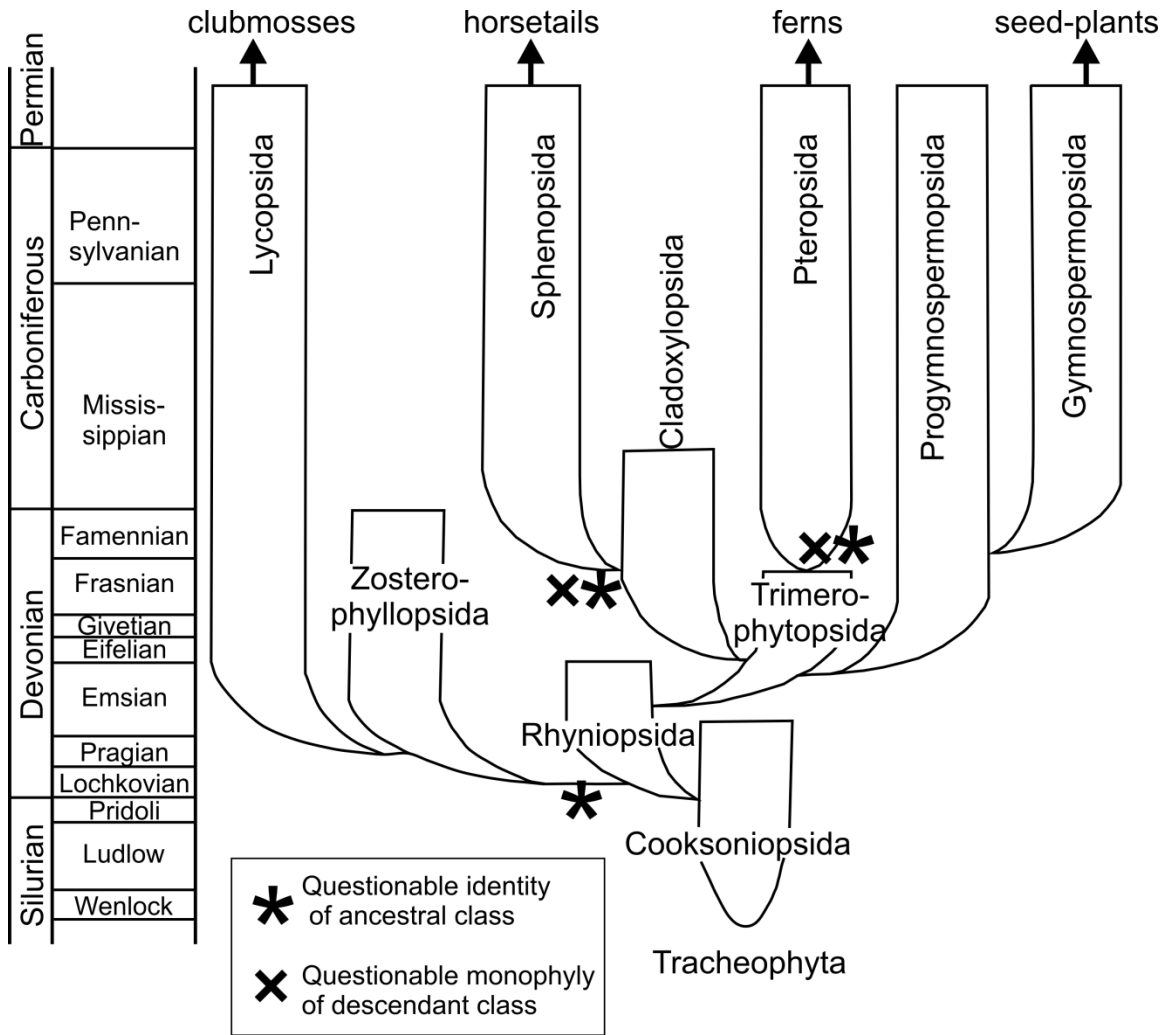 clubmosses
horsetails
ferns
seed-plants
Permian
Carboniferous
Devonian
Silurian
Penn-
sylvanian
Missis-
sippian
Famennian
Frasnian
Givetian
Eifelian
Emsian
Pragian
Lochkovian
Pridoli
Ludlow
Wenlock
Lycopsida
Sphenopsida
Cladoxylopsida
Pteropsida
Progymnospermopsida
Gymnospermopsida
Zostero-
phyllopsida
Trimero-
phytopsida
Rhyniopsida
Cooksoniopsida
Tracheophyta
Questionable identity
of ancestral class
Questionable monophyly
of descendant class